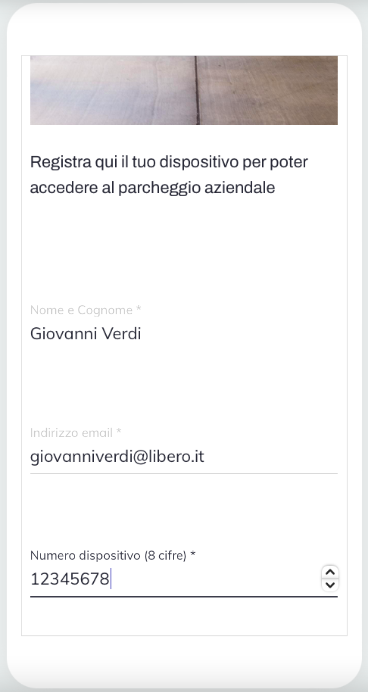 Registra qui il tuo dispositivo per poter
accedere al parcheggio aziendale
Nome e Cognome *
Giovanni Verdi
Indirizzo email *
giovanniverdi@libero.it
Numero dispositivo (8 cifre) *
12345678